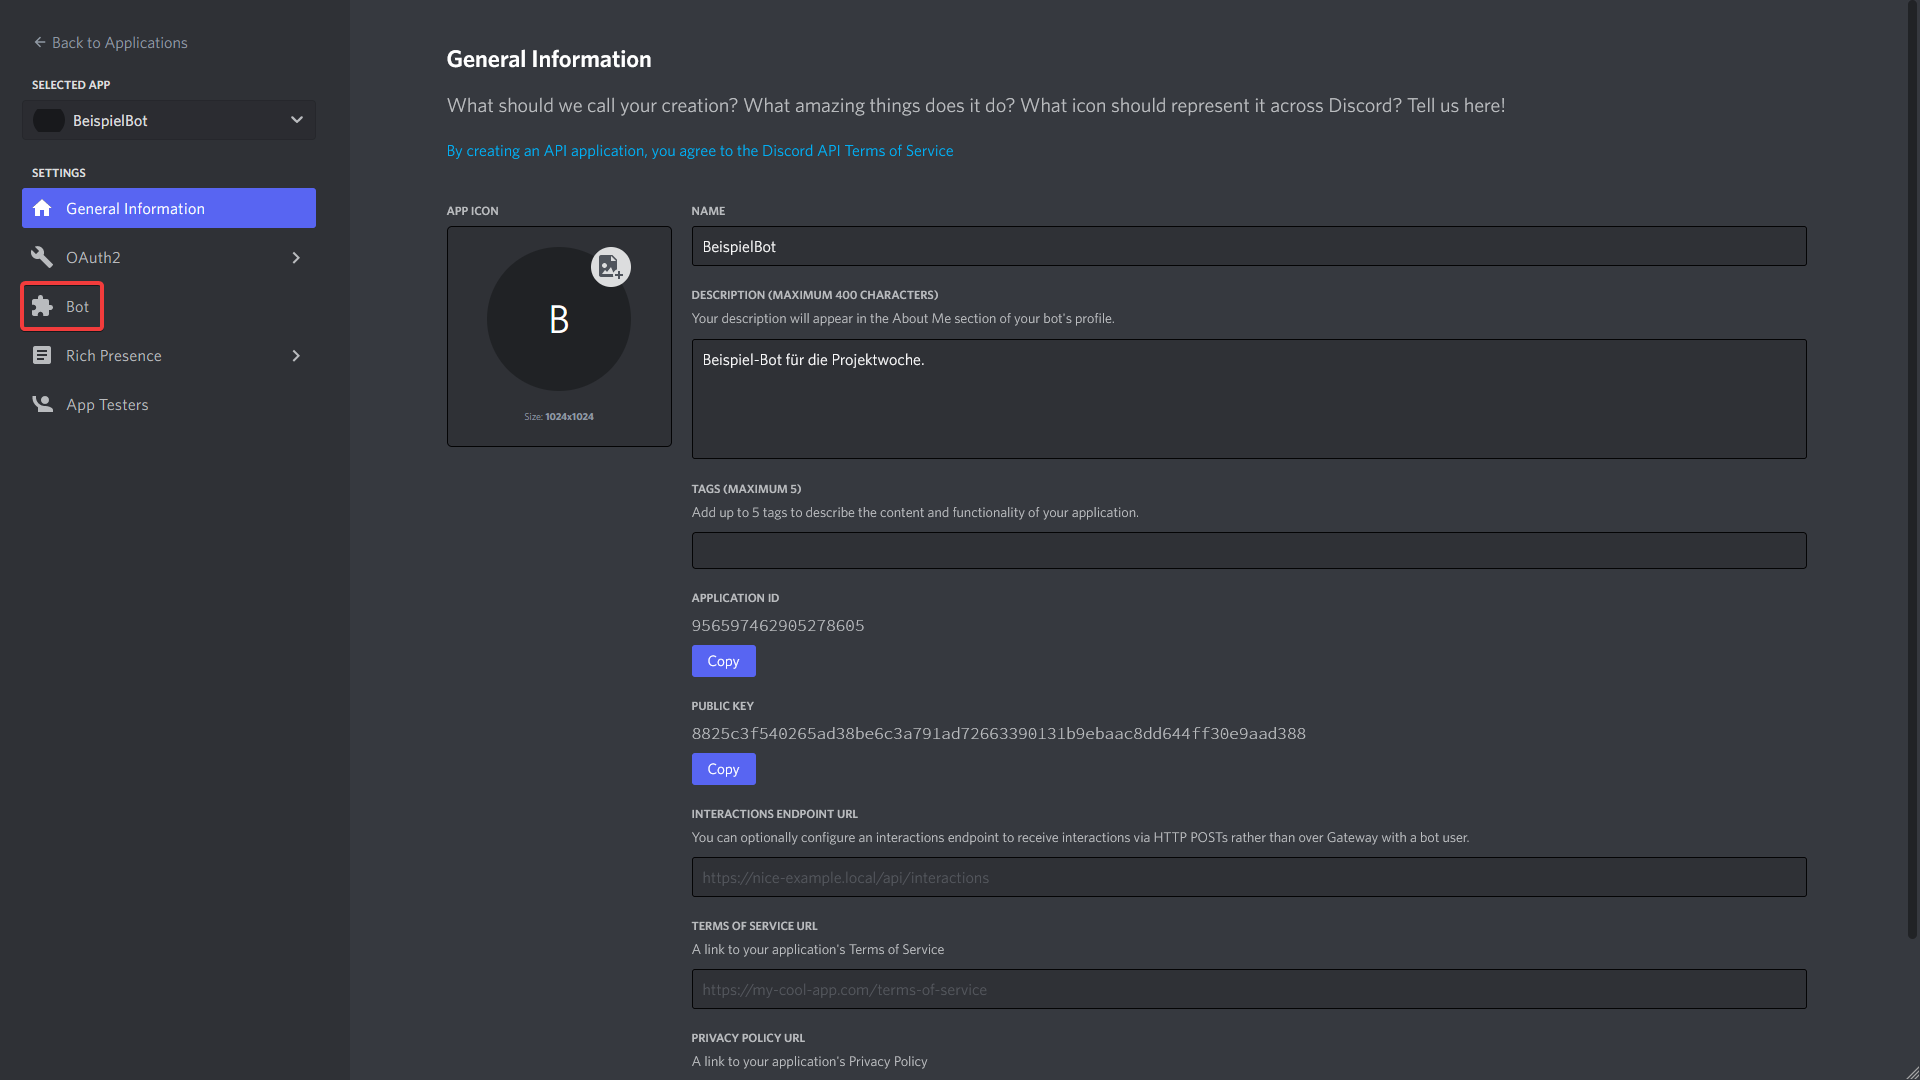 Back to Applications
SELECTED APP
BeispielBot
SETTINGS
General Information
OAuth2
Bot
Rich Presence
App Testers
General Information
What should we call your creation? What amazing things does it do? What icon should represent it across Discord? Tell us here!
By creating an API application, you agree to the Discord API Terms of Service
APP ICON
B
Size: 1024x1024
NAME
BeispielBot
DESCRIPTION (MAXIMUM 400 CHARACTERS)
Your description will appear in the About Me section of your bot's profile.
Beispiel-Bot für die Projektwoche.
TAGS (MAXIMUM 5)
Add up to 5 tags to describe the content and functionality of your application.
APPLICATION ID
956597462905278605
Copy
PUBLIC KEY
8825c3f540265ad38be6c3a791ad72663390131b9ebaac8dd644ff30e9aad388
Copy
INTERACTIONS ENDPOINT URL
You can optionally configure an interactions endpoint to receive interactions via HTTP POSTs rather than over Gateway with a bot user.
https://nice-example.local/api/interactions
TERMS OF SERVICE URL
A link to your application's Terms of Service
https://my-cool-app.com/terms-of-service
PRIVACY POLICY URL
A link to your application's Privacy Policy